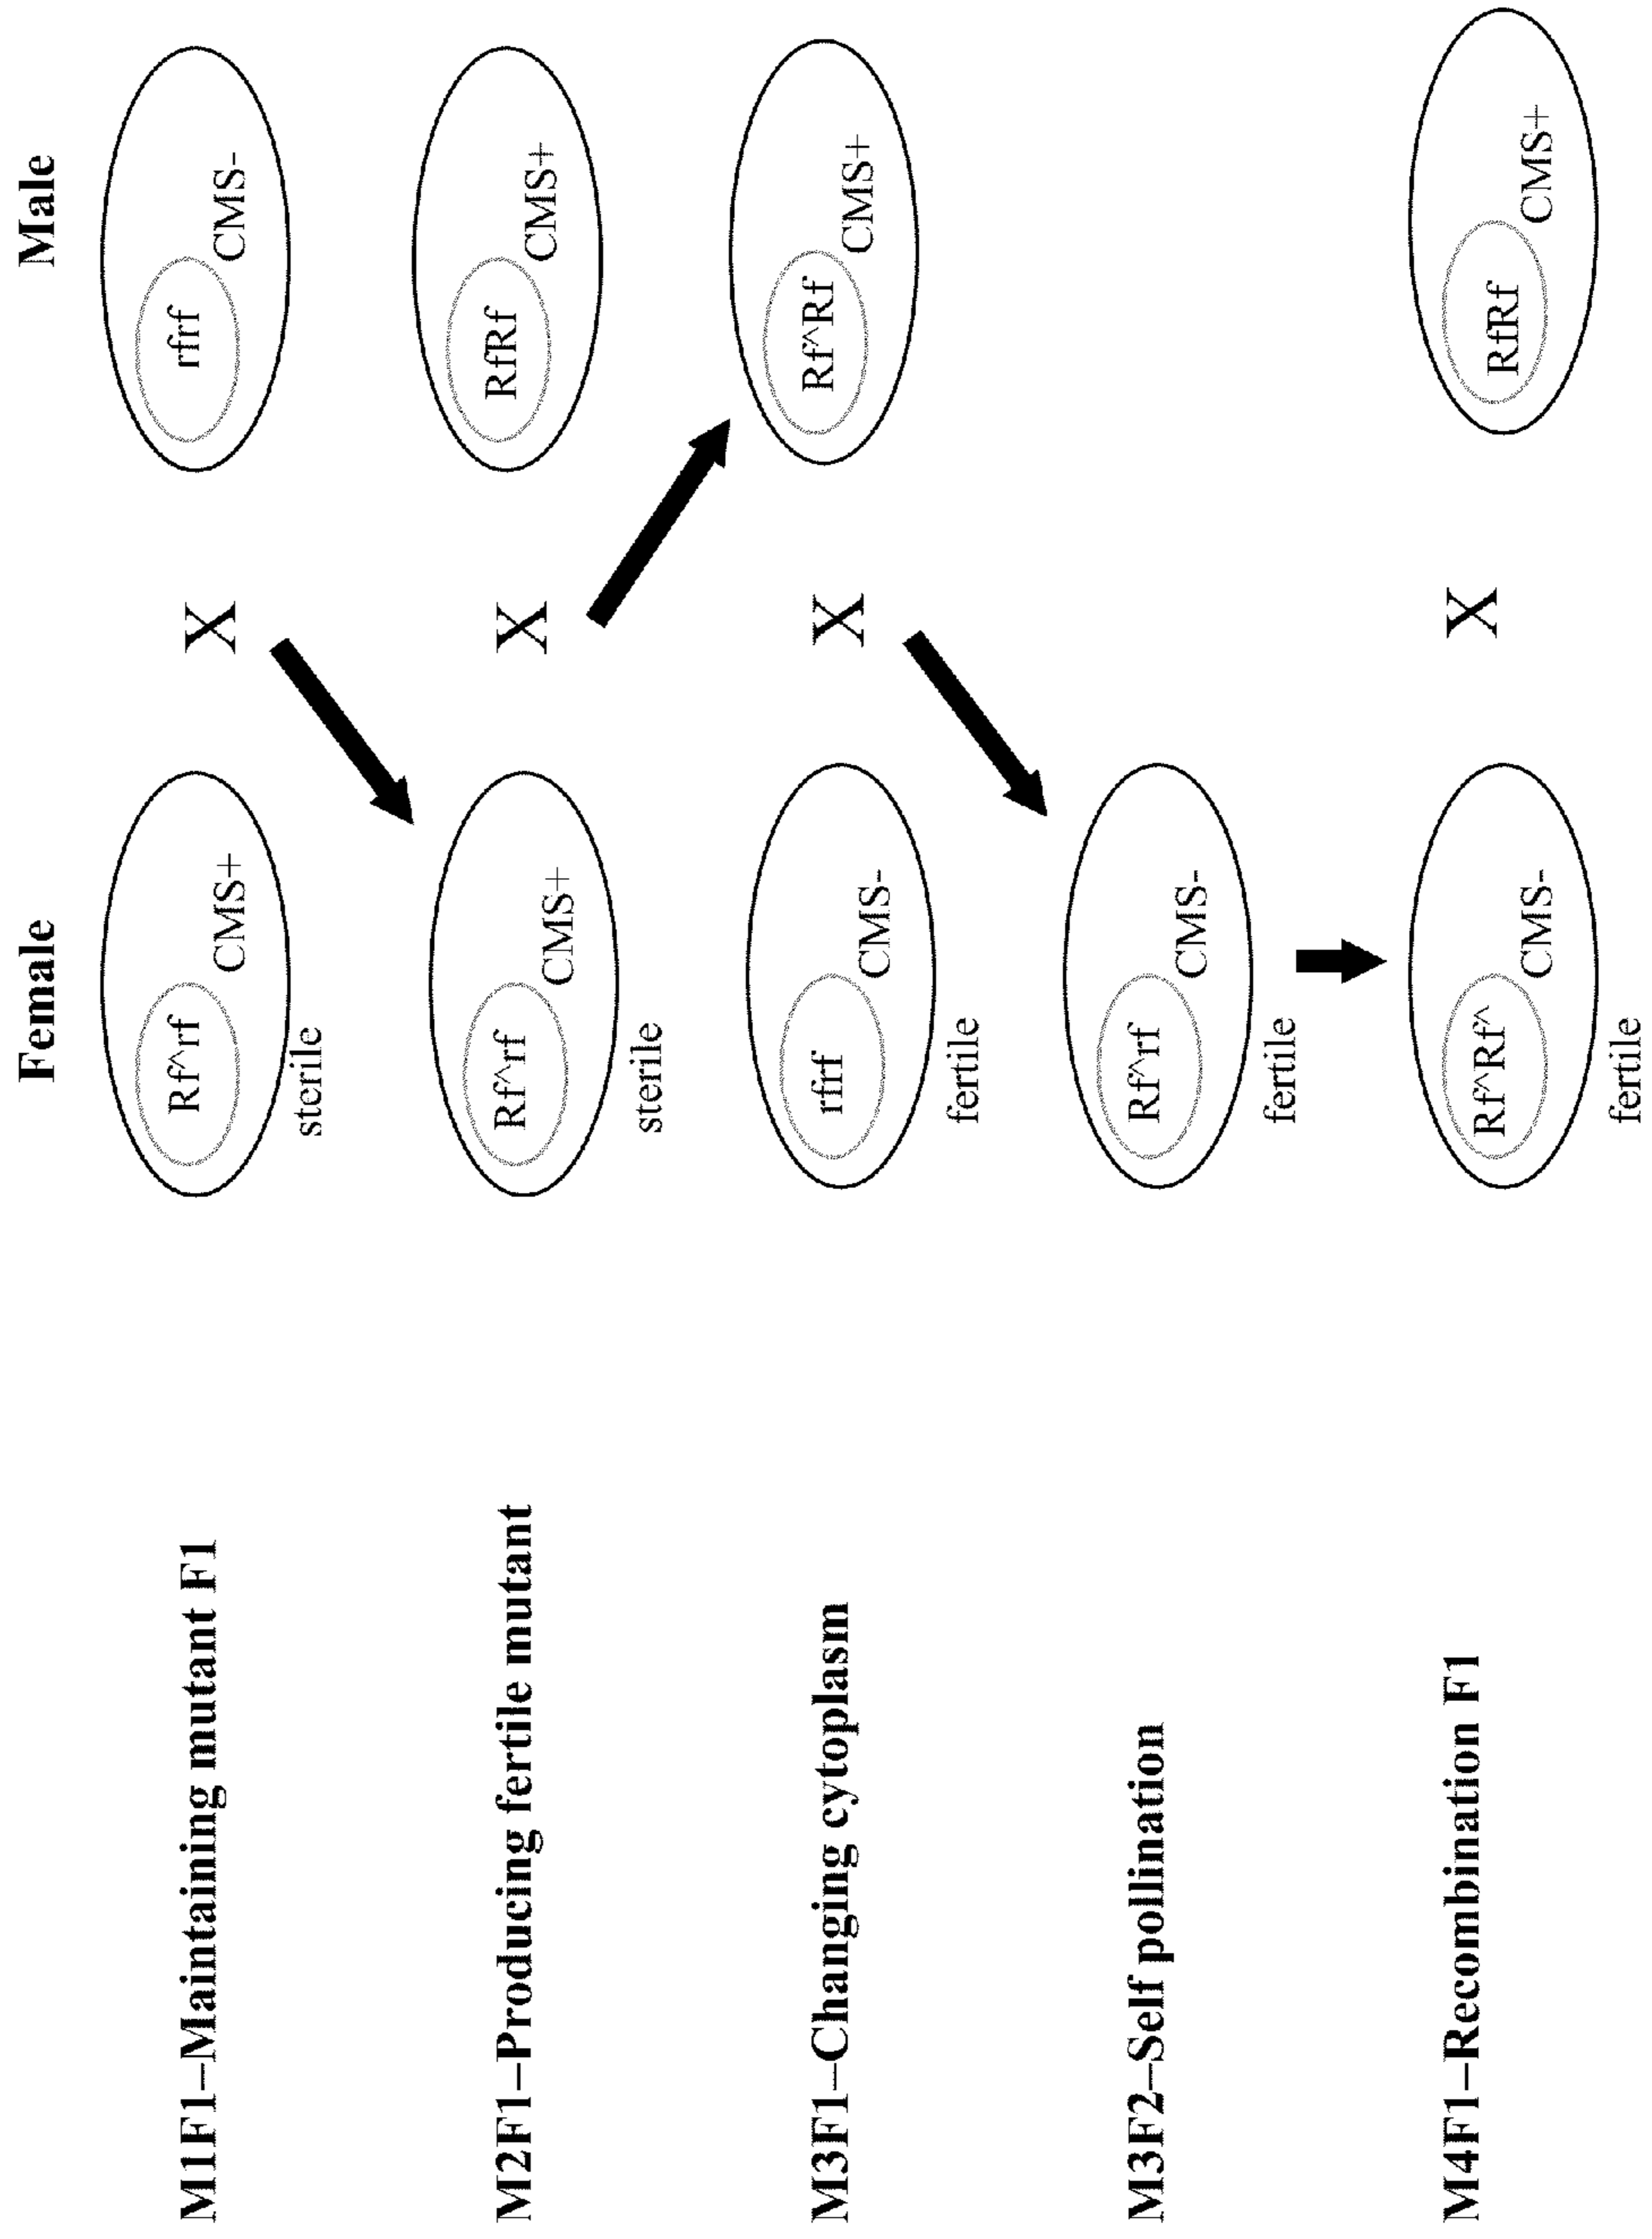 Female
Male
M1F1–Maintaining mutant F1
Rf^rf
CMS+
sterile
X
rfrf
CMS-
M2F1–Producing fertile mutant
Rf^rf
CMS+
sterile
X
RfRf
CMS+
M3F1–Changing cytoplasm
rfrf
CMS-
fertile
X
Rf^Rf
CMS+
M3F2–Self pollination
Rf^rf
CMS-
fertile
M4F1–Recombination F1
Rf^Rf^
CMS-
fertile
X
RfRf
CMS+